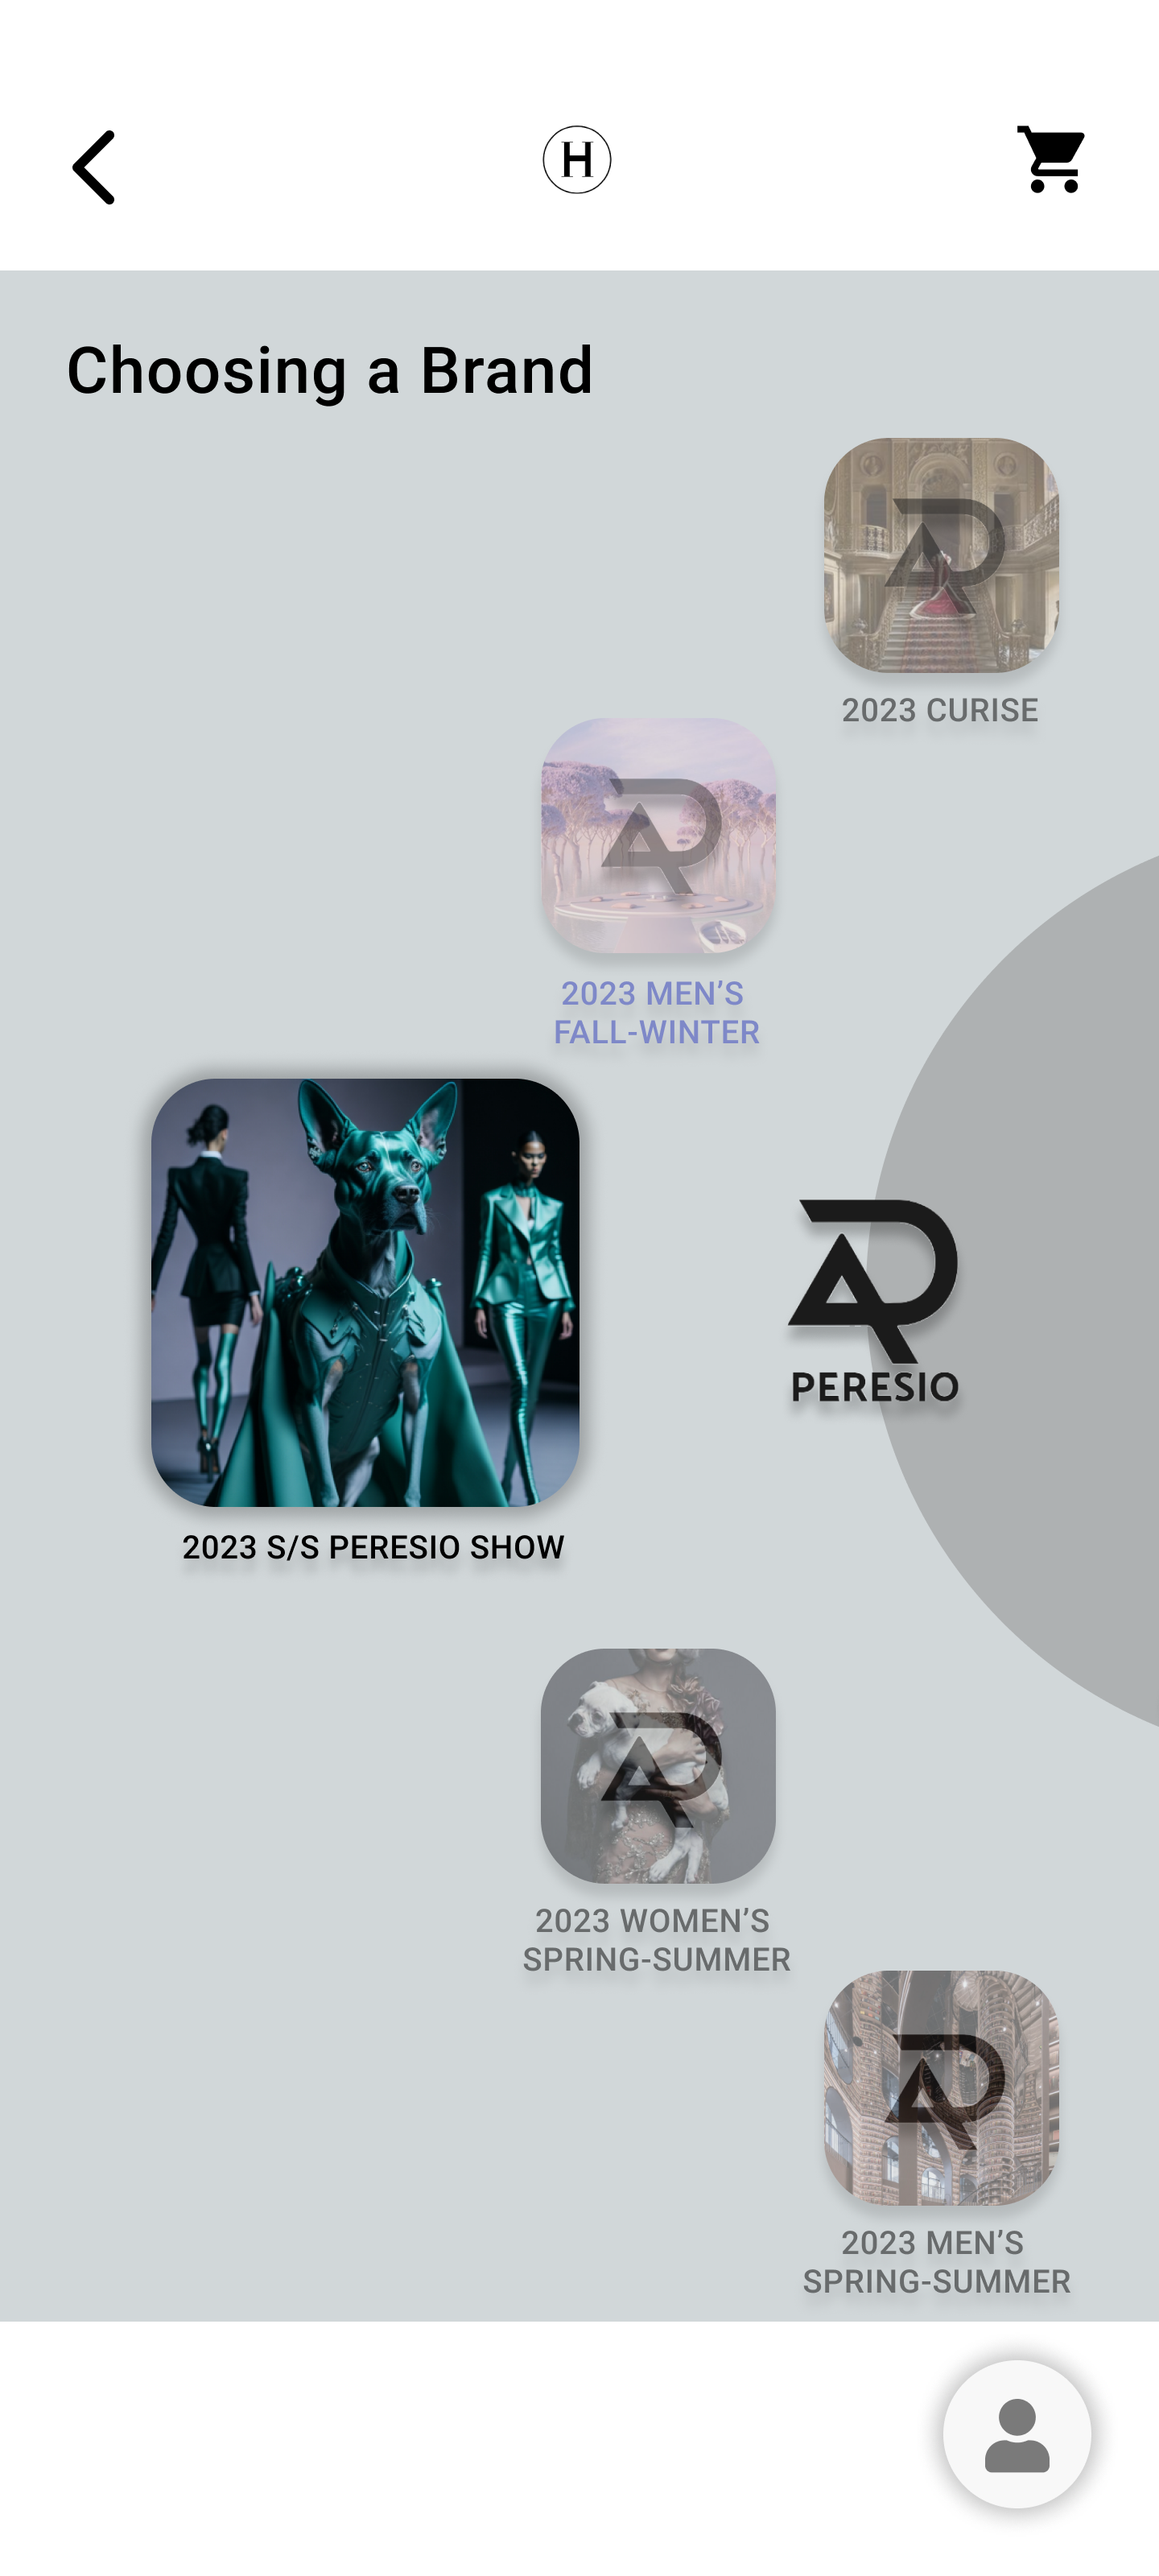 H
Choosing a Brand
2023 CURISE
2023 MEN’S
FALL-WINTER
PERESIO
2023 S/S PERESIO SHOW
2023 WOMEN’S
SPRING-SUMMER
2023 MEN’S
SPRING-SUMMER